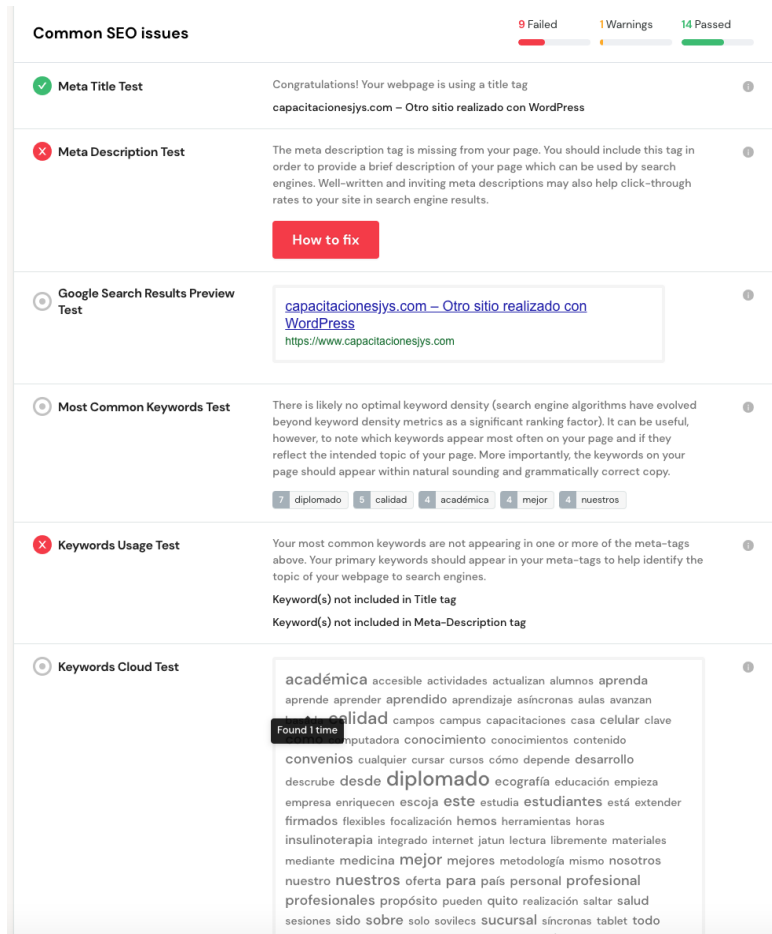 Common SEO issues
9 Failed
1 Warnings
14 Passed
Meta Title Test
Congratulations! Your webpage is using a title tag
capacitacionesjys.com – Otro sitio realizado con WordPress
Meta Description Test
The meta description tag is missing from your page. You should include this tag in
order to provide a brief description of your page which can be used by search
engines. Well-written and inviting meta descriptions may also help click-through
rates to your site in search engine results.
How to fix
Google Search Results Preview
Test
capacitacionesjys.com – Otro sitio realizado con
WordPress
https://www.capacitacionesjys.com
Most Common Keywords Test
There is likely no optimal keyword density (search engine algorithms have evolved
beyond keyword density metrics as a significant ranking factor). It can be useful,
however, to note which keywords appear most often on your page and if they
reflect the intended topic of your page. More importantly, the keywords on your
page should appear within natural sounding and grammatically correct copy.
7 diplomado 5 calidad 4 académica 4 mejor 4 nuestros
Keywords Usage Test
Your most common keywords are not appearing in one or more of the meta-tags
above. Your primary keywords should appear in your meta-tags to help identify the
topic of your webpage to search engines.
Keyword(s) not included in Title tag
Keyword(s) not included in Meta-Description tag
Keywords Cloud Test
académica accesible actividades actualizan alumnos aprenda
aprende aprender aprendido aprendizaje asíncronas aulas avanzan
calidad campos campus capacitaciones casa celular clave
Found 1 time
computadora conocimiento conocimientos contenido
convenios cualquier cursar cursos cómo depende desarrollo
descrube desde diplomado ecografía educación empieza
empresa enriquecen escoja este estudia estudiantes está extender
firmados flexibles focalización hemos herramientas horas
insulinoterapia integrado internet jatun lectura libremente materiales
mediante medicina mejor mejores metodología mismo nosotros
nuestro nuestros oferta para país personal profesional
profesionales propósito pueden quito realización saltar salud
sesiones sido sobre solo sovilecs sucursal síncronas tablet todo